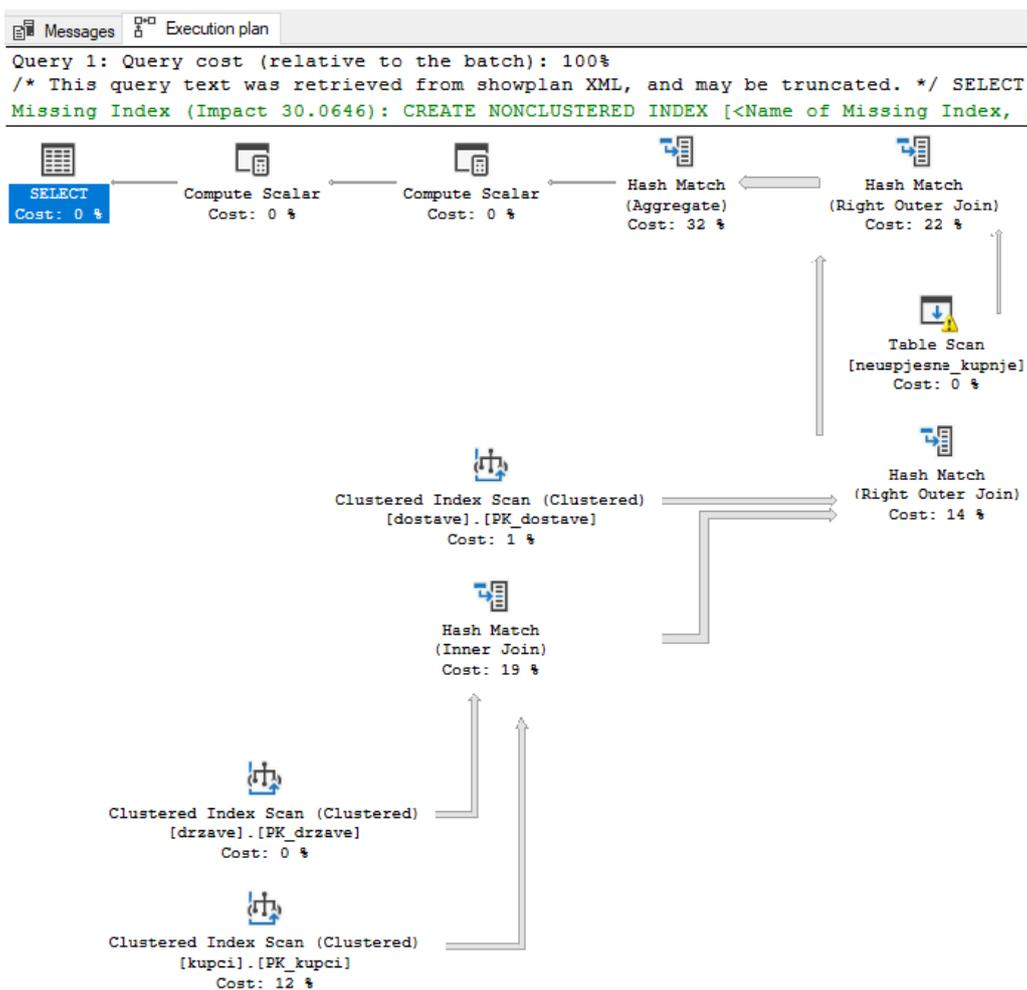 Messages
Execution plan
Query 1: Query cost (relative to the batch): 100%
/* This query text was retrieved from showplan XML, and may be truncated. */ SELECT
Missing Index (Impact 30.0646): CREATE NONCLUSTERED INDEX [<Name of Missing Index,
SELECT
Cost: 0 %
Compute Scalar
Cost: 0 %
Compute Scalar
Cost: 0 %
Hash Match
(Aggregate)
Cost: 32 %
Hash Match
(Right Outer Join)
Cost: 22 %
Table Scan
[neuspjesne_kupnje]
Cost: 0 %
Hash Match
(Right Outer Join)
Cost: 14 %
Clustered Index Scan (Clustered)
[dostave].[PK_dostave]
Cost: 1 %
Hash Match
(Inner Join)
Cost: 19 %
Clustered Index Scan (Clustered)
[drzave].[PK_drzave]
Cost: 0 %
Clustered Index Scan (Clustered)
[kupci].[PK_kupci]
Cost: 12 %